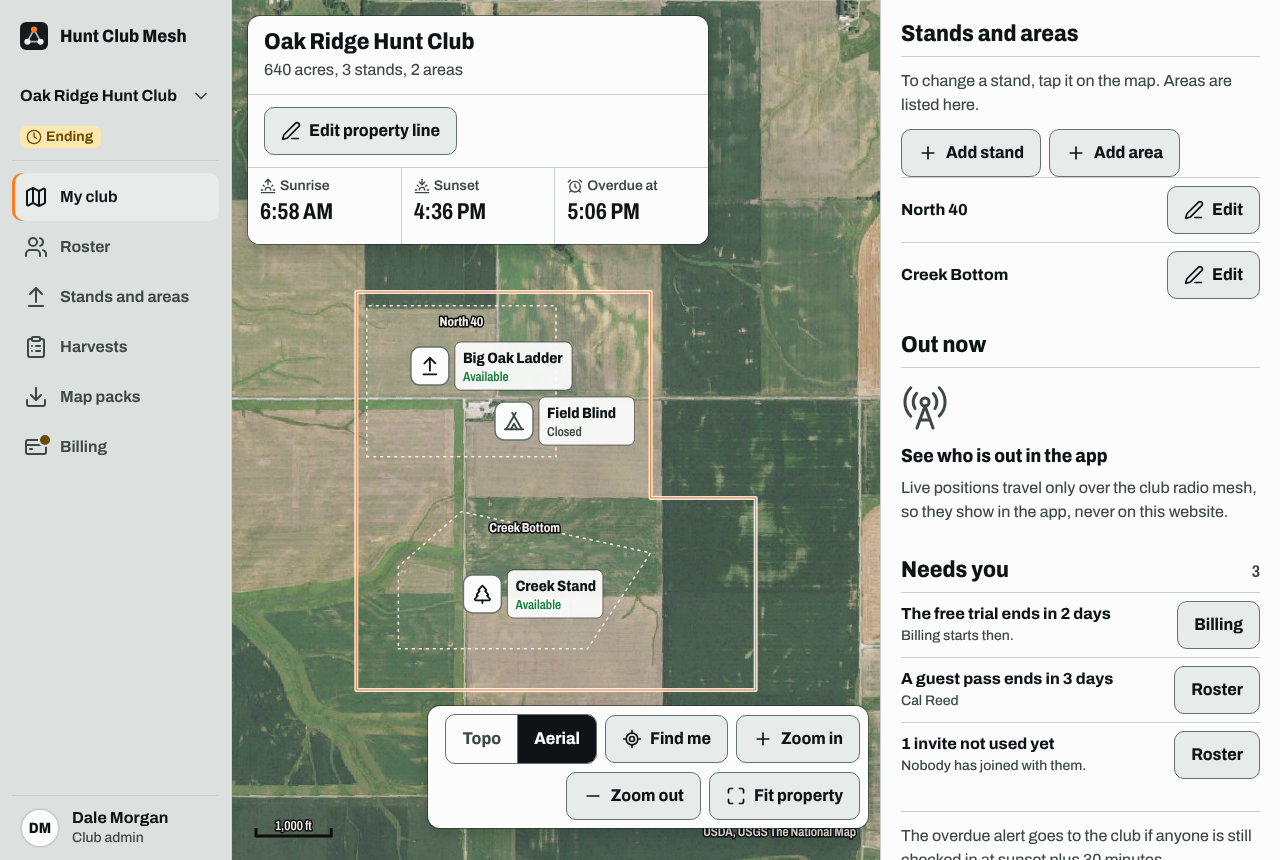 Hunt Club Mesh
Oak Ridge Hunt Club
Ending
My club
Roster
Stands and areas
Harvests
Map packs
Billing
DM
Dale Morgan
Club admin
Oak Ridge Hunt Club
640 acres, 3 stands, 2 areas
Edit property line
Sunrise
6:58 AM
Sunset
4:36 PM
Overdue at
5:06 PM
North 40
Big Oak Ladder
Available
Field Blind
Closed
Creek Bottom
Creek Stand
Available
Topo
Aerial
Find me
Zoom in
Zoom out
Fit property
1,000 ft
USDA, USGS The National Map
Stands and areas
To change a stand, tap it on the map. Areas are
listed here.
Add stand
Add area
North 40
Edit
Creek Bottom
Edit
Out now
See who is out in the app
Live positions travel only over the club radio mesh,
so they show in the app, never on this website.
Needs you
3
The free trial ends in 2 days
Billing starts then.
Billing
A guest pass ends in 3 days
Cal Reed
Roster
1 invite not used yet
Nobody has joined with them.
Roster
The overdue alert goes to the club if anyone is still
checked in at sunset plus 30 minutes.